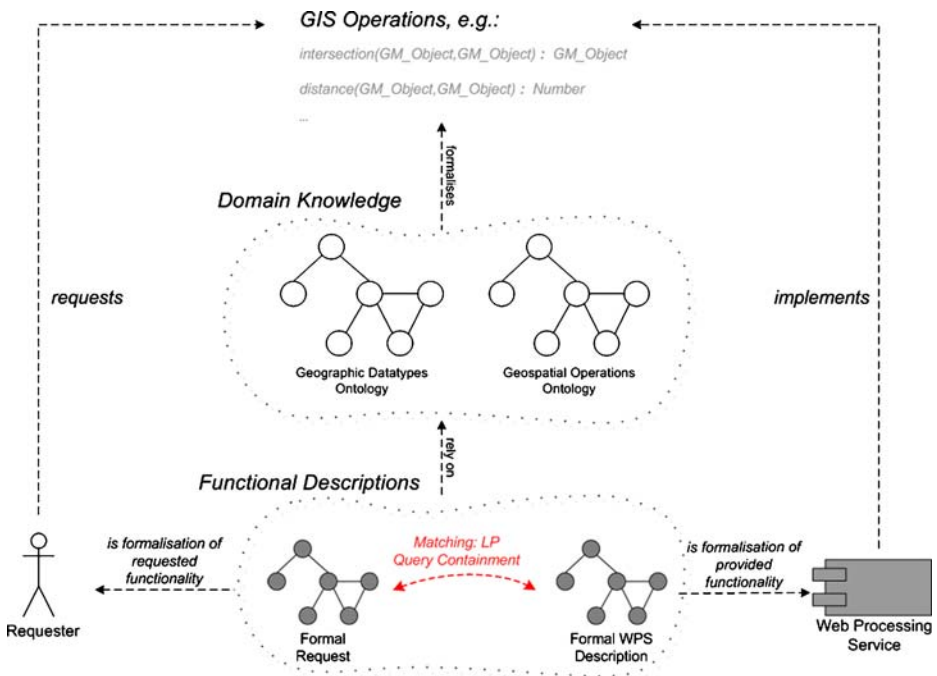 GIS Operations, e.g.:
intersection(GM_Object,GM_Object) : GM_Object
distance(GM_Object,GM_Object) : Number
...
formalises
Domain Knowledge
requests
implements
Geographic Datatypes
Ontology
Geospatial Operations
Ontology
rely on
Functional Descriptions
is formalisation of
requested
functionality
Matching: LP
Query Containment
is formalisation of
provided
functionality
Requester
Formal
Request
Formal WPS
Description
Web Processing
Service